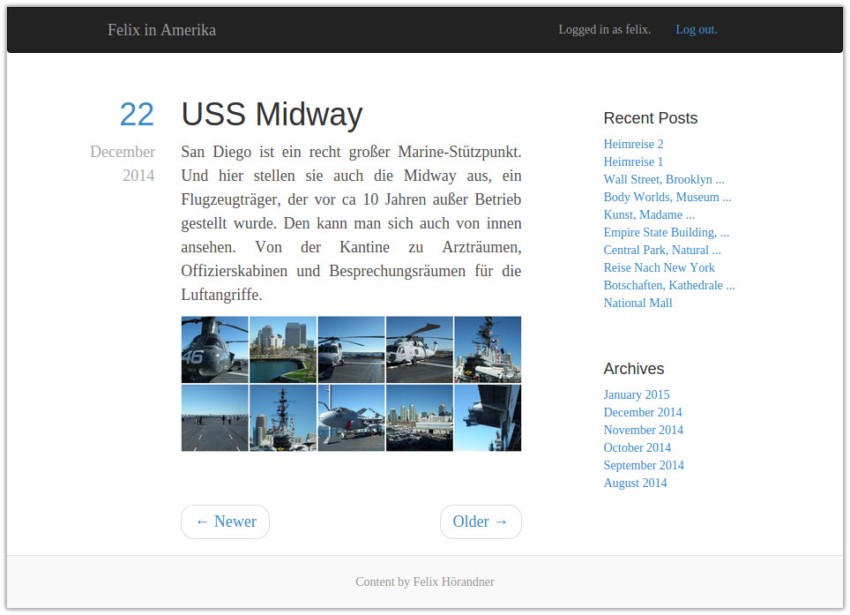 Felix in Amerika
Logged in as felix.
Log out.
22
December
2014
USS Midway
San Diego ist ein recht großer Marine-Stützpunkt.
Und hier stellen sie auch die Midway aus, ein
Flugzeugträger, der vor ca 10 Jahren außer Betrieb
gestellt wurde. Den kann man sich auch von innen
ansehen. Von der Kantine zu Arzträumen,
Offizierskabinen und Besprechungsräumen für die
Luftangriffe.
46
← Newer
Older →
Recent Posts
Heimreise 2
Heimreise 1
Wall Street, Brooklyn ...
Body Worlds, Museum ...
Kunst, Madame ...
Empire State Building, ...
Central Park, Natural ...
Reise Nach New York
Botschaften, Kathedrale ...
National Mall
Archives
January 2015
December 2014
November 2014
October 2014
September 2014
August 2014
Content by Felix Hörandner